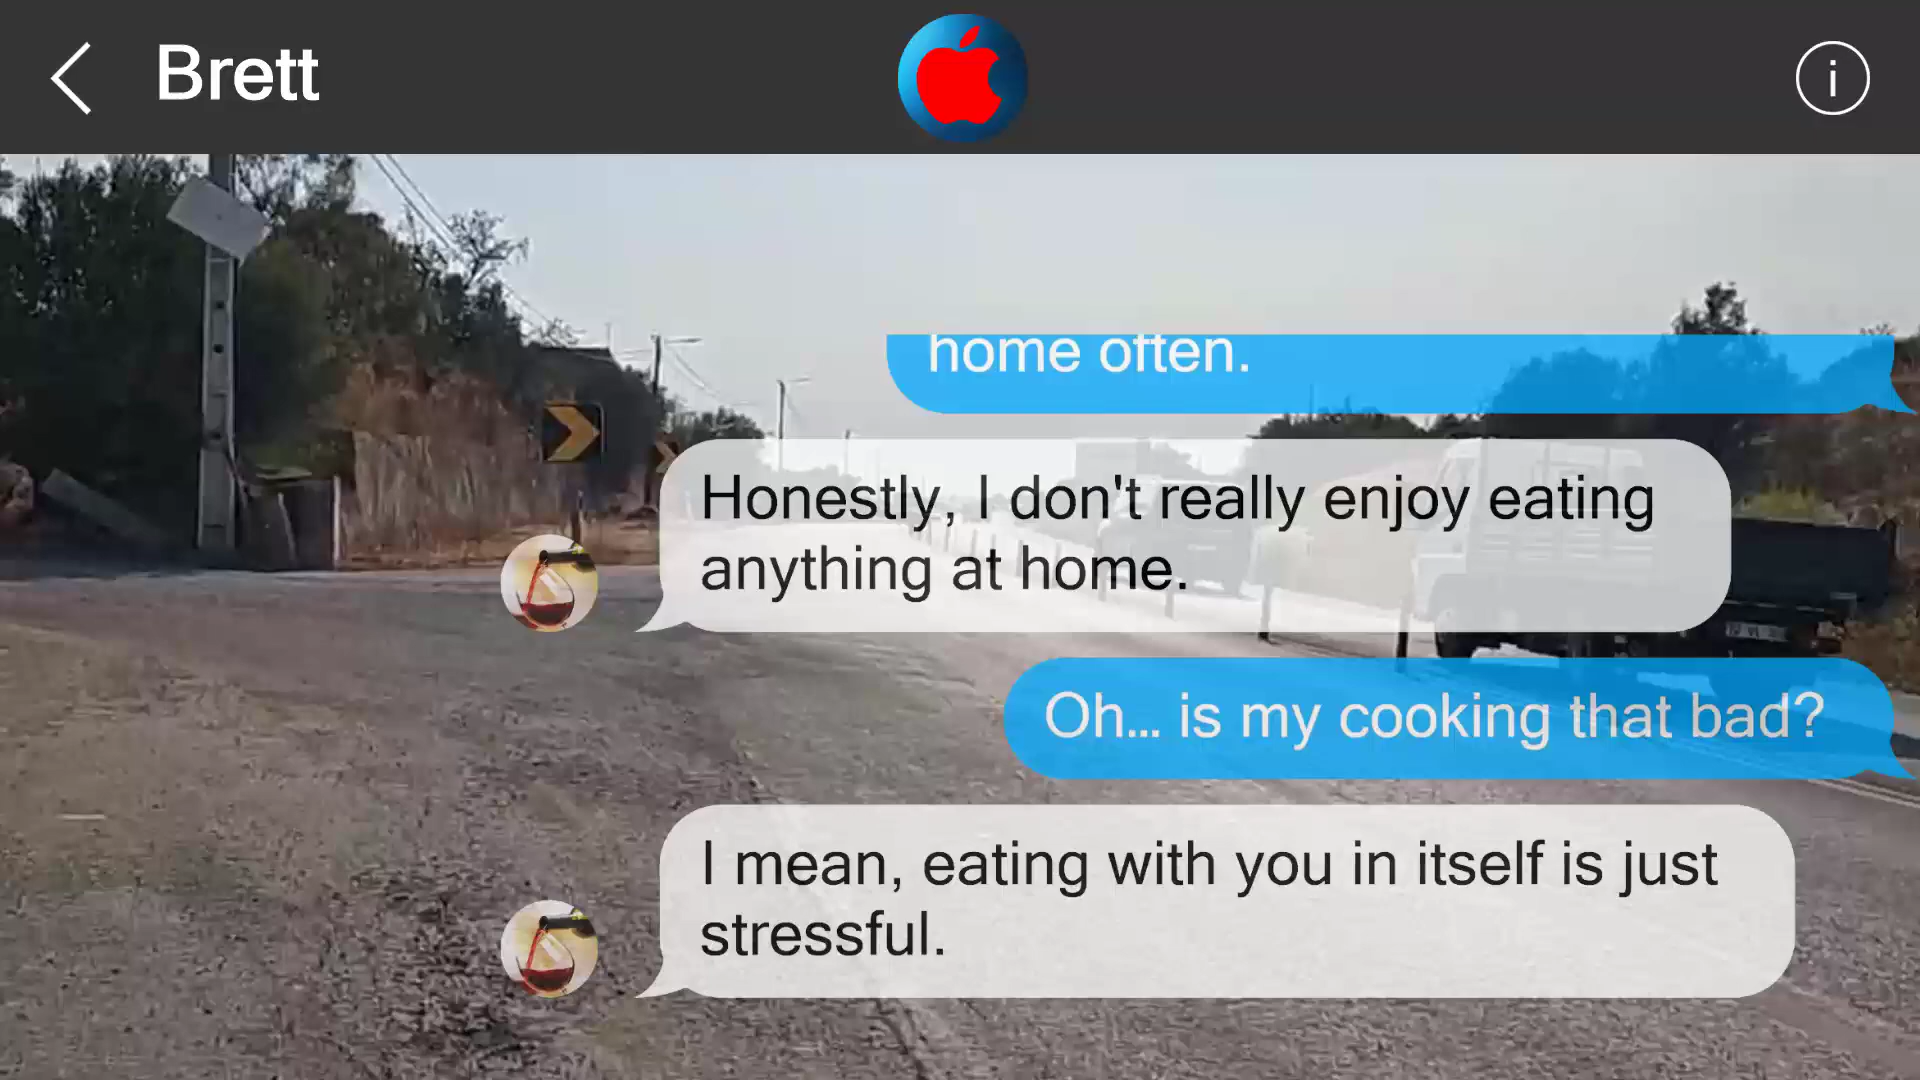 Brett
i
home often.
Honestly, I don't really enjoy eating
anything at home.
Oh... is my cooking that bad?
I mean, eating with you in itself is just
stressful.